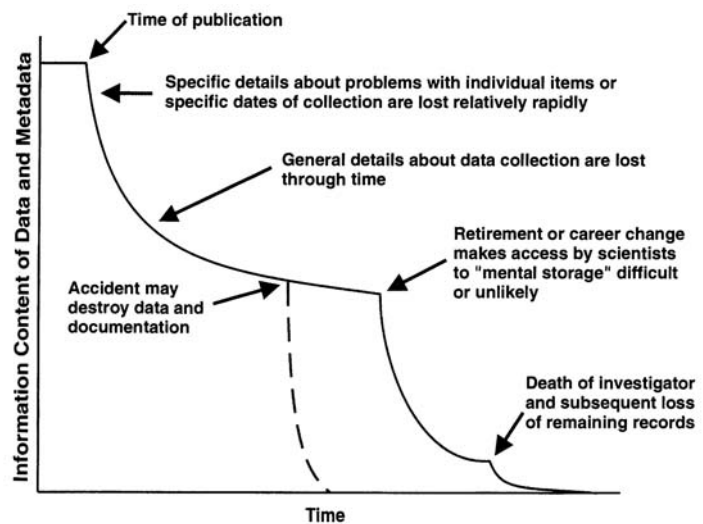 Time of publication
Specific details about problems with individual items or
specific dates of collection are lost relatively rapidly
General details about data collection are lost
through time
Retirement or career change
makes access by scientists
to "mental storage" difficult
or unlikely
Accident may
destroy data and
documentation
Death of investigator
and subsequent loss
of remaining records
Information Content of Data and Metadata
Time